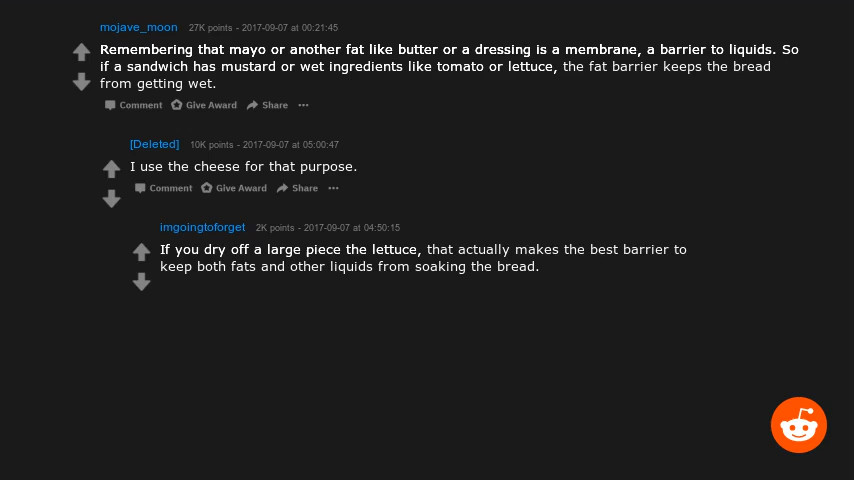 mojave_moon 27K points - 2017-09-07 at 00:21:45
Remembering that mayo or another fat like butter or a dressing is a membrane, a barrier to liquids. So
if a sandwich has mustard or wet ingredients like tomato or lettuce, the fat barrier keeps the bread
from getting wet.
Comment Give Award Share ...
[Deleted] 10K points - 2017-09-07 at 05:00:47
I use the cheese for that purpose.
Comment Give Award Share ...
imgoingtoforget 2K points - 2017-09-07 at 04:50:15
If you dry off a large piece the lettuce, that actually makes the best barrier to
keep both fats and other liquids from soaking the bread.